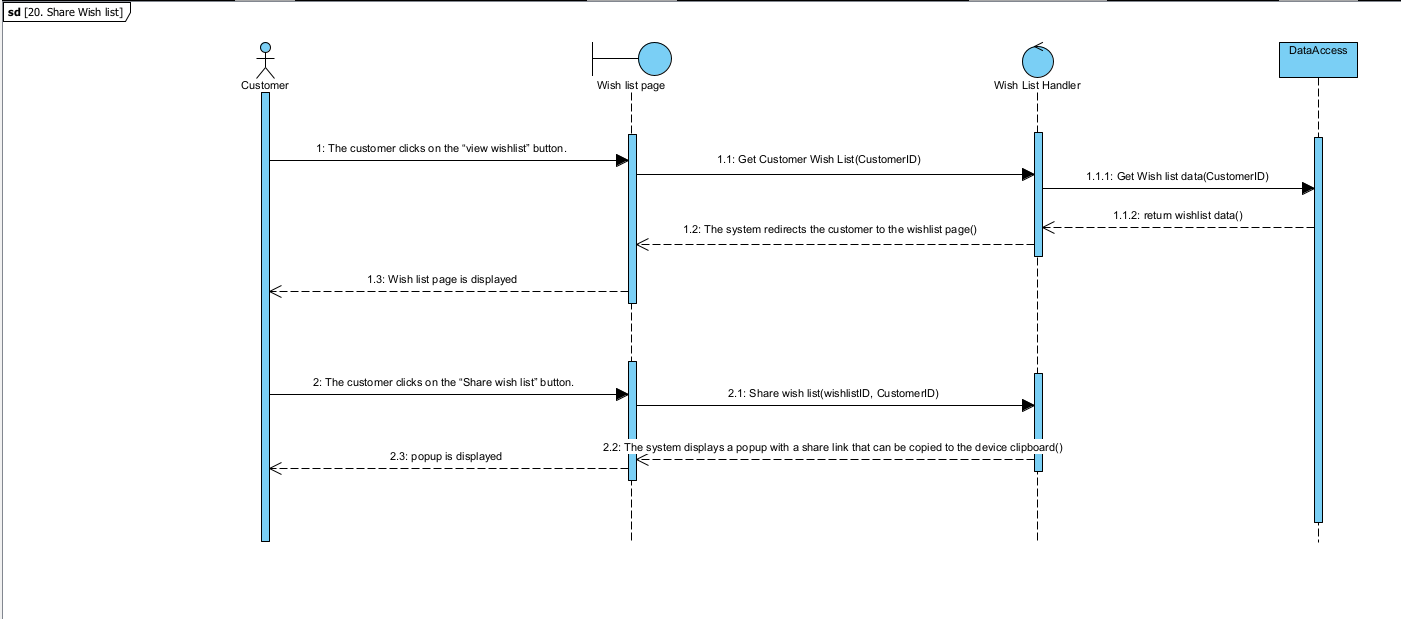 sd [20. Share Wish list]
Customer
Wish list page
Wish List Handler
DataAccess
1: The customer clicks on the “view wishlist” button.
1.1: Get Customer Wish List(CustomerID)
1.1.1: Get Wish list data(CustomerID)
1.1.2: return wishlist data()
1.2: The system redirects the customer to the wishlist page()
1.3: Wish list page is displayed
2: The customer clicks on the “Share wish list” button.
2.1: Share wish list(wishlistID, CustomerID)
2.2: The system displays a popup with a share link that can be copied to the device clipboard()
2.3: popup is displayed